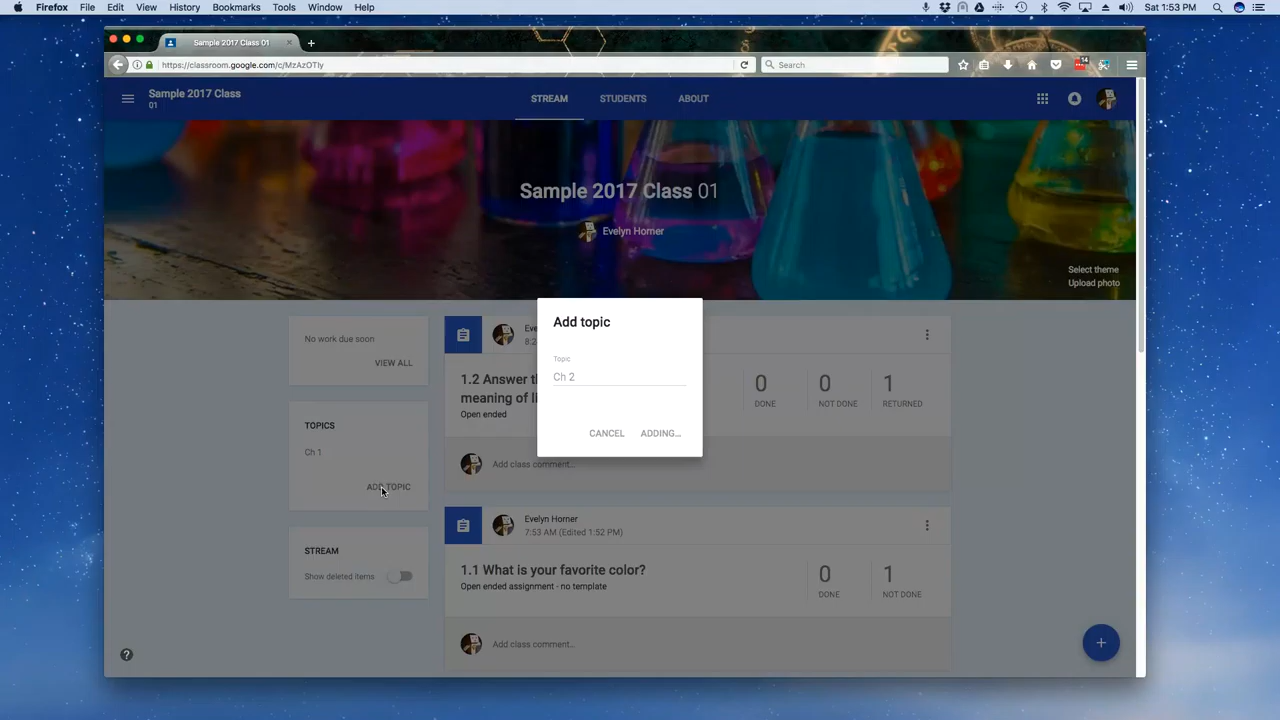 Firefox File Edit View History Bookmarks Tools Window Help
Sat 1:53 PM
Sample 2017 Class 01
https://classroom.google.com/c/MzAzOTIy
Search
14
Sample 2017 Class
01
STREAM STUDENTS ABOUT
Sample 2017 Class 01
Evelyn Horner
Select theme
Upload photo
No work due soon
VIEW ALL
TOPICS
Ch 1
ADD TOPIC
STREAM
Show deleted items
Add topic
Topic
Ch 2
CANCEL ADDING...
1.2 Answer
meaning of
Open ended
0 0 1
DONE NOT DONE RETURNED
Add class comment...
Evelyn Horner
7:53 AM (Edited 1:52 PM)
1.1 What is your favorite color?
Open ended assignment - no template
0 1
DONE NOT DONE
Add class comment...